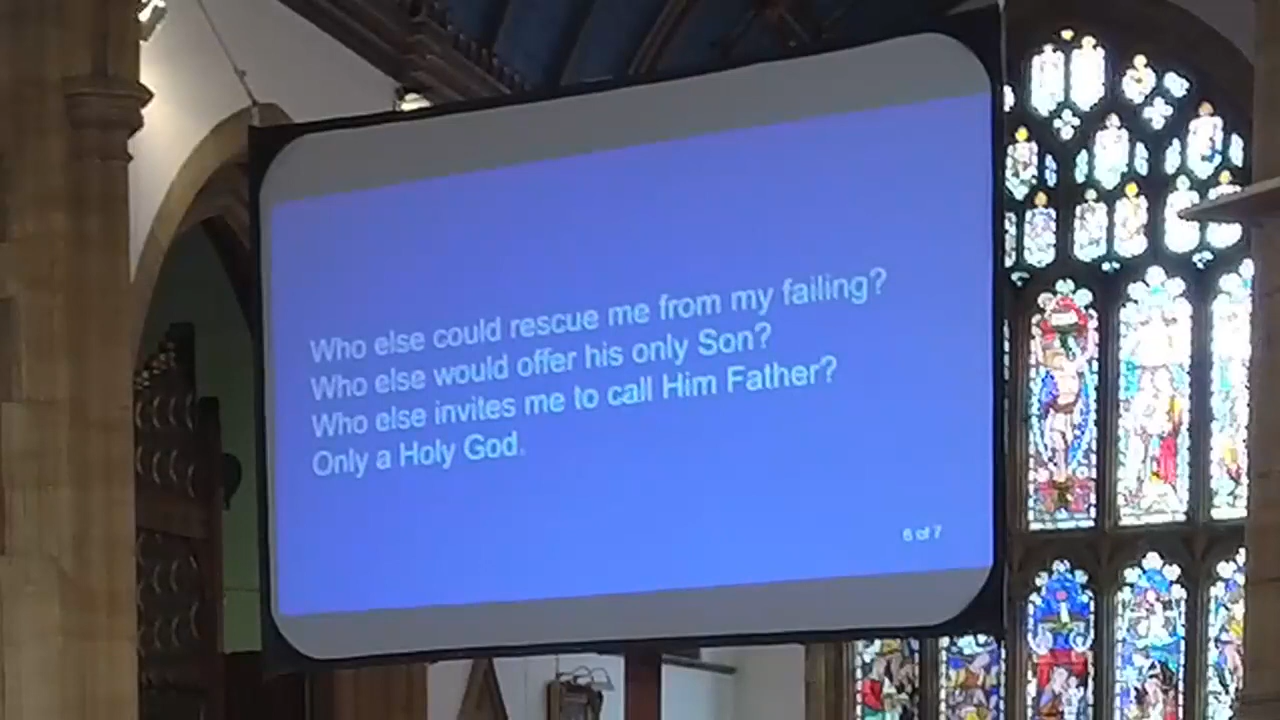 Who else could rescue me from my failing?
Who else would offer his only Son?
Who else invites me to call Him Father?
Only a Holy God.
6 of 7